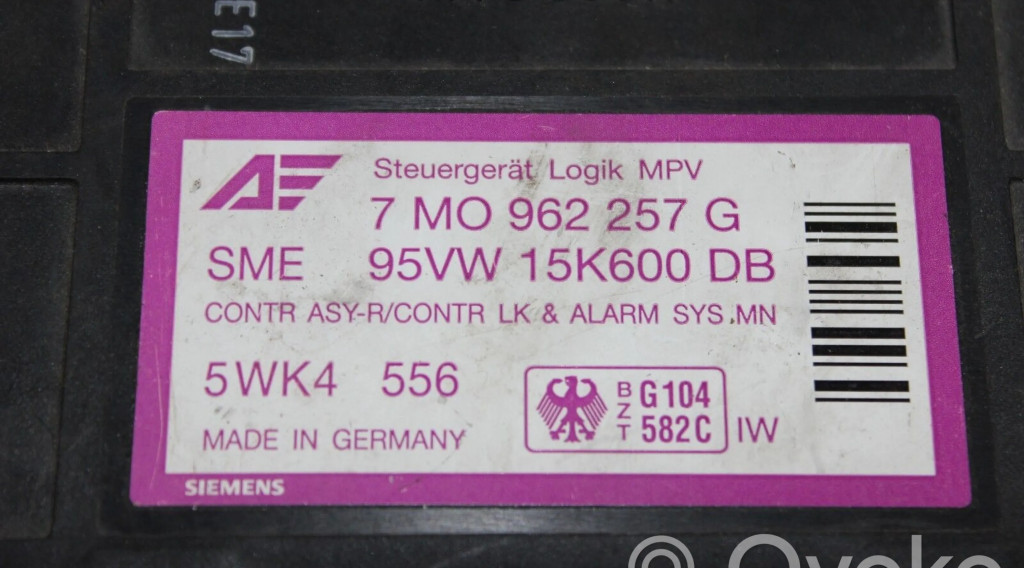 E17
AE Steuergerät Logik MPV
7 MO 962 257 G
SME 95VW 15K600 DB
CONTR ASY-R/CONTR LK & ALARM SYS.MN
5WK4 556
BZT G104 582C IW
MADE IN GERMANY
SIEMENS
©